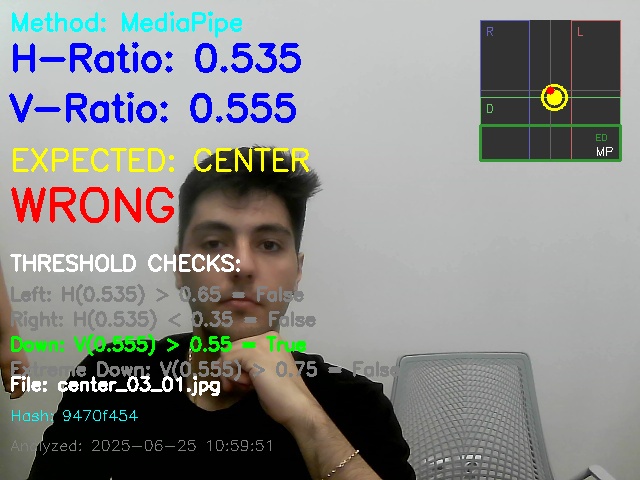 Method: MediaPipe
H-Ratio: 0.535
V-Ratio: 0.555
EXPECTED: CENTER
WRONG
THRESHOLD CHECKS:
Left: H(0.535) > 0.65 = False
Right: H(0.535) < 0.35 = False
Down: V(0.555) > 0.55 = True
Extreme Down: V(0.555) > 0.75 = False
File: center_03_01.jpg
Hash: 9470f454
Analyzed: 2025-06-25 10:59:51
R L
D
ED
MP